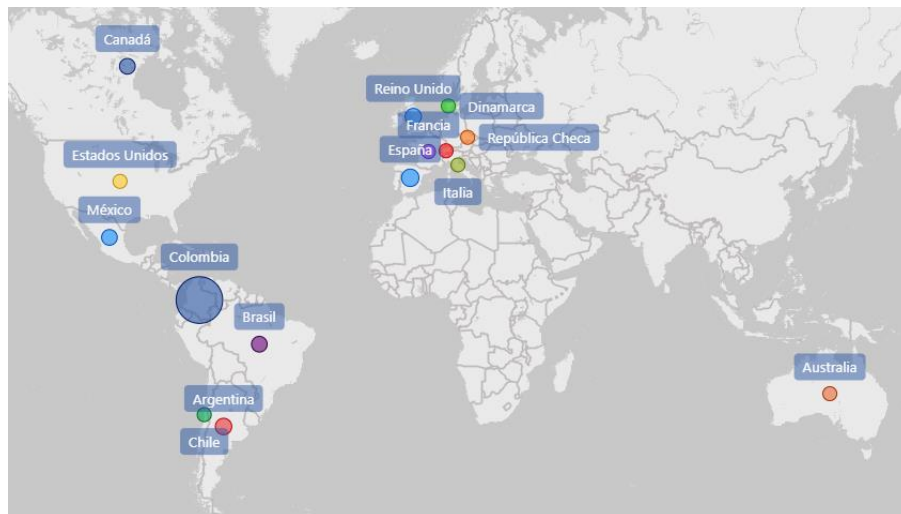 Canadá
Reino Unido
Dinamarca
Francia
República Checa
España
Estados Unidos
Italia
México
Colombia
Brasil
Australia
Argentina
Chile